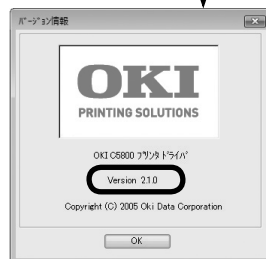 ﾊﾞｰｼﾞｮﾝ情報
OKI
PRINTING SOLUTIONS
OKI C5800 ﾌﾟﾘﾝﾀ ﾄﾞﾗｲﾊﾞ
Version 2.1.0
Copyright (C) 2005 Oki Data Corporation
OK